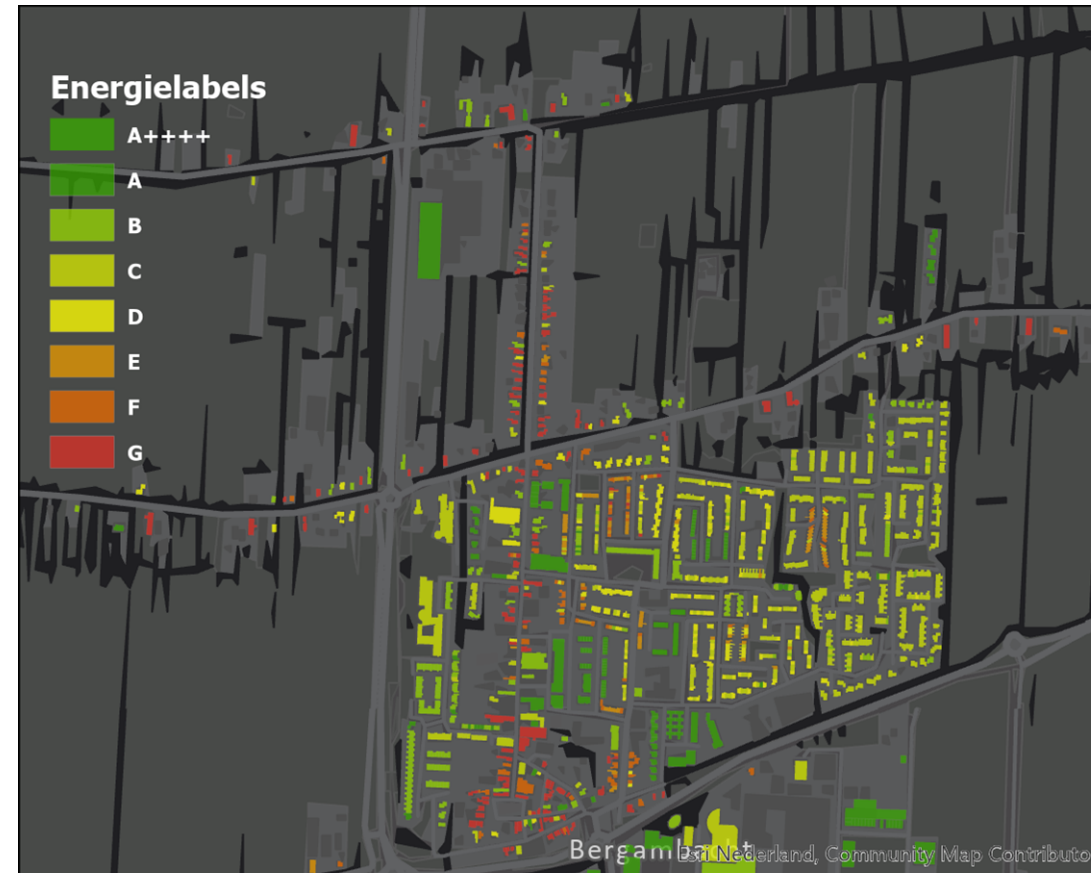 Energielabels
A++++
A
B
C
D
E
F
G
Bergambacht
Esri Nederland, Community Map Contributo